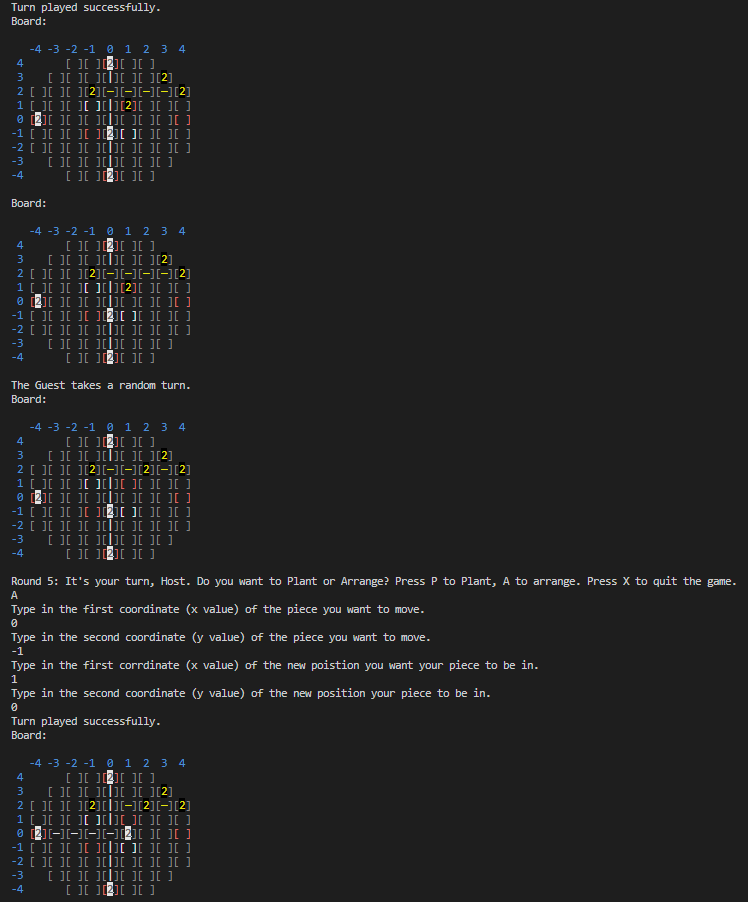 Turn played successfully.
Board:
-4 -3 -2 -1 0 1 2 3 4
4 [ ][ ][2][ ][ ]
3 [ ][ ][ ][|][ ][ ][2]
2 [ ][ ][ ][2][—][—][—][—][2]
1 [ ][ ][ ][ ][|][2][ ][ ][ ]
0 [2][ ][ ][ ][|][ ][ ][ ][ ]
-1 [ ][ ][ ][ ][2][ ][ ][ ][ ]
-2 [ ][ ][ ][ ][|][ ][ ][ ][ ]
-3 [ ][ ][ ][|][ ][ ][ ]
-4 [ ][ ][2][ ][ ]
Board:
-4 -3 -2 -1 0 1 2 3 4
4 [ ][ ][2][ ][ ]
3 [ ][ ][ ][|][ ][ ][2]
2 [ ][ ][ ][2][—][—][—][—][2]
1 [ ][ ][ ][ ][|][2][ ][ ][ ]
0 [2][ ][ ][ ][|][ ][ ][ ][ ]
-1 [ ][ ][ ][ ][2][ ][ ][ ][ ]
-2 [ ][ ][ ][ ][|][ ][ ][ ][ ]
-3 [ ][ ][ ][|][ ][ ][ ]
-4 [ ][ ][2][ ][ ]
The Guest takes a random turn.
Board:
-4 -3 -2 -1 0 1 2 3 4
4 [ ][ ][2][ ][ ]
3 [ ][ ][ ][|][ ][ ][2]
2 [ ][ ][ ][2][—][—][2][—][2]
1 [ ][ ][ ][ ][|][ ][ ][ ][ ]
0 [2][ ][ ][ ][|][ ][ ][ ][ ]
-1 [ ][ ][ ][ ][2][ ][ ][ ][ ]
-2 [ ][ ][ ][ ][|][ ][ ][ ][ ]
-3 [ ][ ][ ][|][ ][ ][ ]
-4 [ ][ ][2][ ][ ]
Round 5: It's your turn, Host. Do you want to Plant or Arrange? Press P to Plant, A to arrange. Press X to quit the game.
A
Type in the first coordinate (x value) of the piece you want to move.
0
Type in the second coordinate (y value) of the piece you want to move.
-1
Type in the first corrdinate (x value) of the new poistion you want your piece to be in.
1
Type in the second coordinate (y value) of the new position your piece to be in.
0
Turn played successfully.
Board:
-4 -3 -2 -1 0 1 2 3 4
4 [ ][ ][2][ ][ ]
3 [ ][ ][ ][|][ ][ ][2]
2 [ ][ ][ ][2][|][—][2][—][2]
1 [ ][ ][ ][ ][|][ ][ ][ ][ ]
0 [2][—][—][—][—][2][ ][ ][ ]
-1 [ ][ ][ ][ ][|][ ][ ][ ][ ]
-2 [ ][ ][ ][ ][|][ ][ ][ ][ ]
-3 [ ][ ][ ][|][ ][ ][ ]
-4 [ ][ ][2][ ][ ]